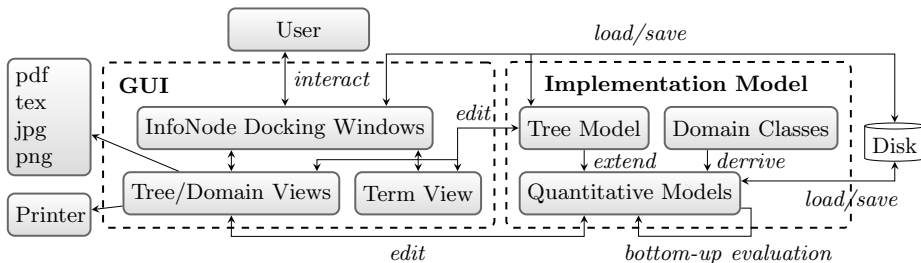 User
load/save
pdf
tex
jpg
png
GUI
interact
Implementation Model
InfoNode Docking Windows
edit
Tree Model
Domain Classes
Disk
extend
derrive
Tree/Domain Views
Term View
Quantitative Models
Printer
load/save
edit
bottom-up evaluation